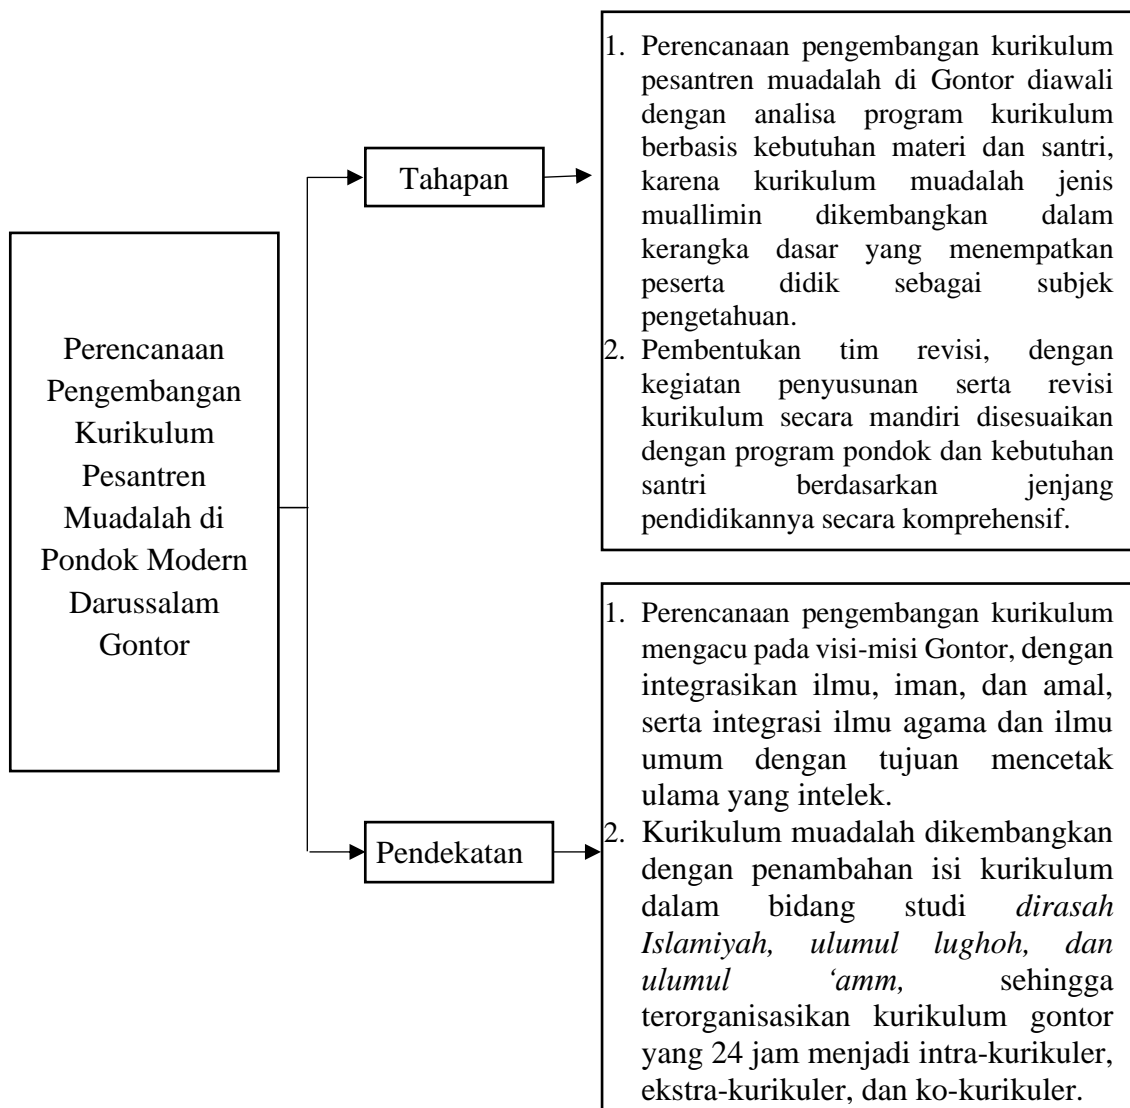 Perencanaan
Pengembangan
Kurikulum
Pesantren
Muadalah di
Pondok Modern
Darussalam
Gontor
Tahapan
1. Perencanaan pengembangan kurikulum
pesantren muadalah di Gontor diawali
dengan analisa program kurikulum
berbasis kebutuhan materi dan santri,
karena kurikulum muadalah jenis
muallimin dikembangkan dalam
kerangka dasar yang menempatkan
peserta didik sebagai subjek
pengetahuan.
2. Pembentukan tim revisi, dengan
kegiatan penyusunan serta revisi
kurikulum secara mandiri disesuaikan
dengan program pondok dan kebutuhan
santri berdasarkan jenjang
pendidikannya secara komprehensif.
Pendekatan
1. Perencanaan pengembangan kurikulum
mengacu pada visi-misi Gontor, dengan
integrasikan ilmu, iman, dan amal,
serta integrasi ilmu agama dan ilmu
umum dengan tujuan mencetak
ulama yang intelek.
2. Kurikulum muadalah dikembangkan
dengan penambahan isi kurikulum
dalam bidang studi dirasah
Islamiyah, ulumul lughoh, dan
ulumul ‘amm, sehingga
terorganisasikan kurikulum gontor
yang 24 jam menjadi intra-kurikuler,
ekstra-kurikuler, dan ko-kurikuler.